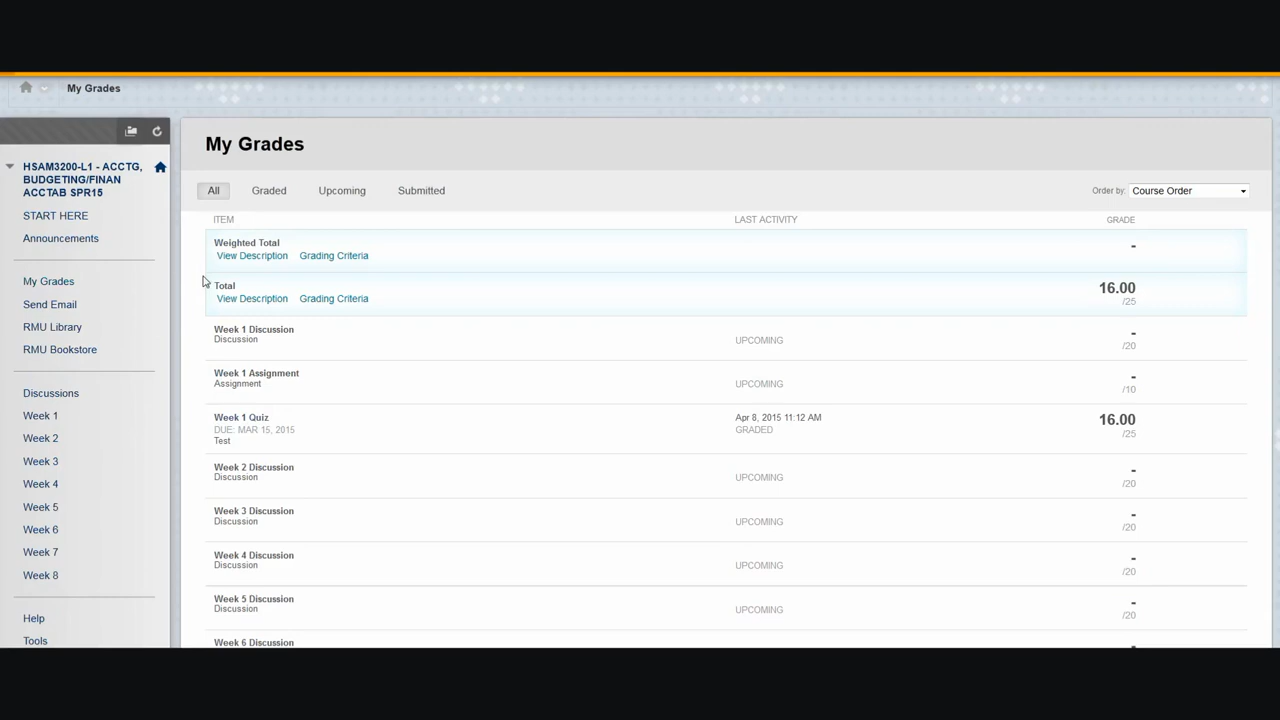 My Grades
HSAM3200-L1 - ACCTG,
BUDGETING/FINAN
ACCTAB SPR15
START HERE
Announcements
My Grades
Send Email
RMU Library
RMU Bookstore
Discussions
Week 1
Week 2
Week 3
Week 4
Week 5
Week 6
Week 7
Week 8
Help
Tools
My Grades
All Graded Upcoming Submitted Order by: Course Order
ITEM LAST ACTIVITY GRADE
Weighted Total -
View Description Grading Criteria
Total 16.00
View Description Grading Criteria /25
Week 1 Discussion -
Discussion UPCOMING /20
Week 1 Assignment -
Assignment UPCOMING /10
Week 1 Quiz Apr 8, 2015 11:12 AM 16.00
DUE: MAR 15, 2015 GRADED /25
Test
Week 2 Discussion -
Discussion UPCOMING /20
Week 3 Discussion -
Discussion UPCOMING /20
Week 4 Discussion -
Discussion UPCOMING /20
Week 5 Discussion -
Discussion UPCOMING /20
Week 6 Discussion -